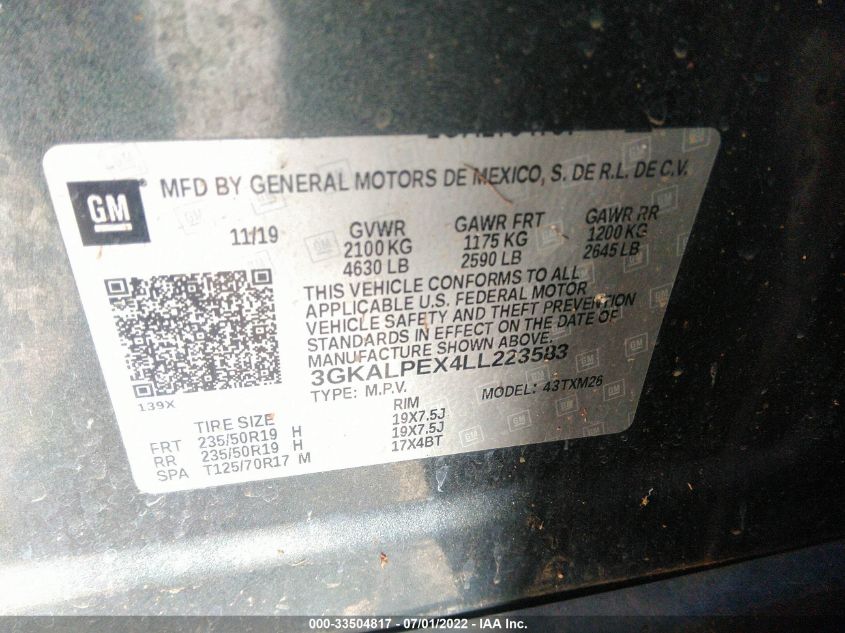 GM
MFD BY GENERAL MOTORS DE MEXICO, S. DE R.L. DE C.V.
11/19 GVWR GAWR FRT GAWR RR
2100 KG 1175 KG 1200 KG
4630 LB 2590 LB 2645 LB
THIS VEHICLE CONFORMS TO ALL
APPLICABLE U.S. FEDERAL MOTOR
VEHICLE SAFETY AND THEFT PREVENTION
STANDARDS IN EFFECT ON THE DATE OF
MANUFACTURE SHOWN ABOVE.
3GKALPEX4LL223583
TYPE: M.P.V. MODEL: 43TXM26
139X
TIRE SIZE RIM
FRT 235/50R19 H 19X7.5J
RR 235/50R19 H 19X7.5J
SPA T125/70R17 M 17X4BT
000-33504817 - 07/01/2022 - IAA Inc.